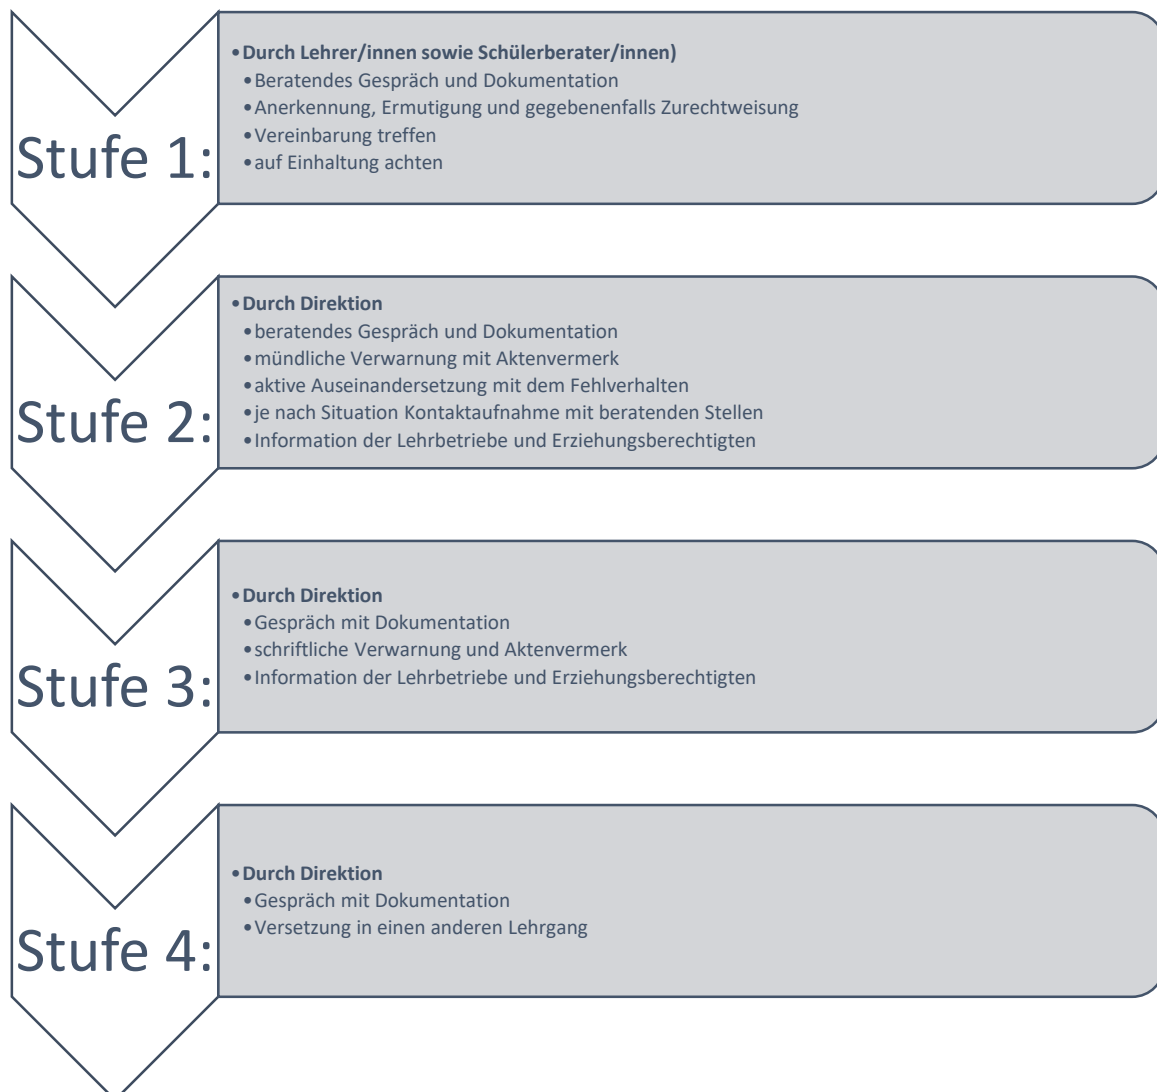 Stufe 1:
•Durch Lehrer/innen sowie Schülerberater/innen)
•Beratendes Gespräch und Dokumentation
•Anerkennung, Ermutigung und gegebenenfalls Zurechtweisung
•Vereinbarung treffen
•auf Einhaltung achten
Stufe 2:
•Durch Direktion
•beratendes Gespräch und Dokumentation
•mündliche Verwarnung mit Aktenvermerk
•aktive Auseinandersetzung mit dem Fehlverhalten
•je nach Situation Kontaktaufnahme mit beratenden Stellen
•Information der Lehrbetriebe und Erziehungsberechtigten
Stufe 3:
•Durch Direktion
•Gespräch mit Dokumentation
•schriftliche Verwarnung und Aktenvermerk
•Information der Lehrbetriebe und Erziehungsberechtigten
Stufe 4:
•Durch Direktion
•Gespräch mit Dokumentation
•Versetzung in einen anderen Lehrgang